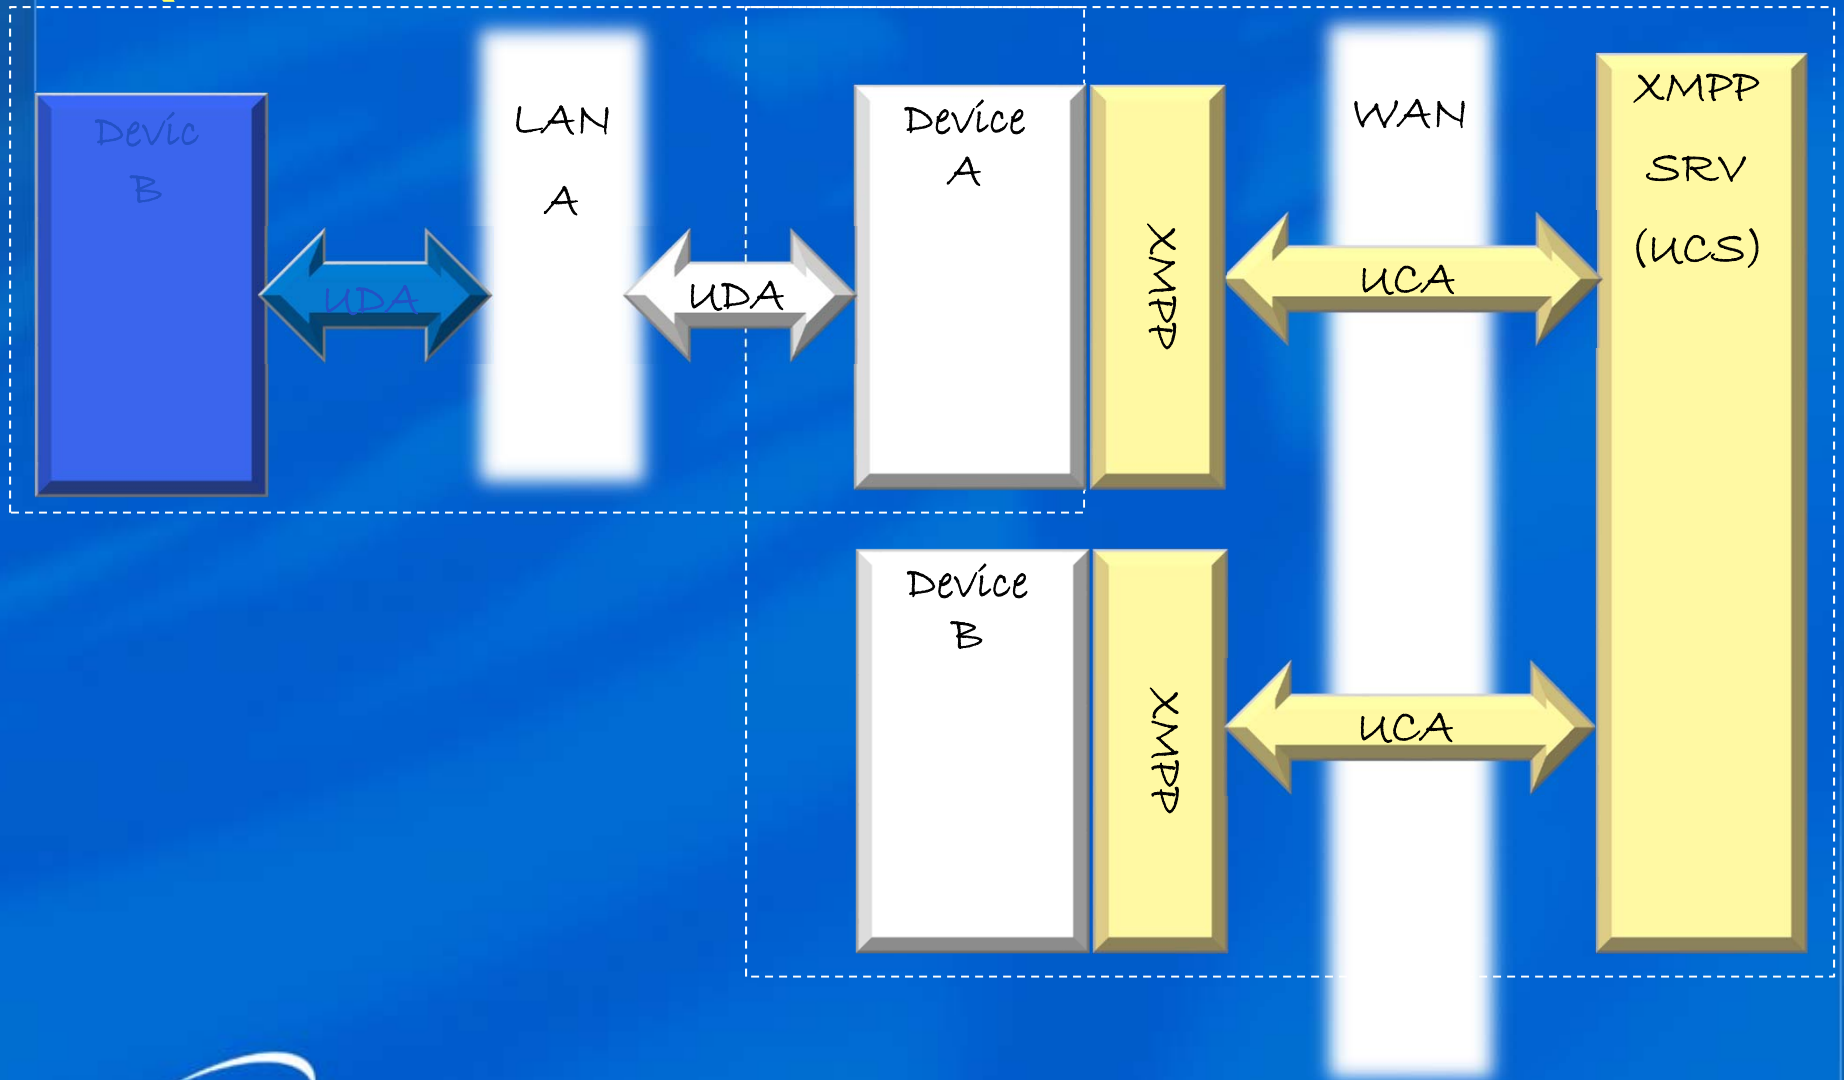 Devic
B
UDA
LAN
A
UDA
Device
A
XMPP
UCA
WAN
XMPP
SRV
(UCS)
Device
B
XMPP
UCA